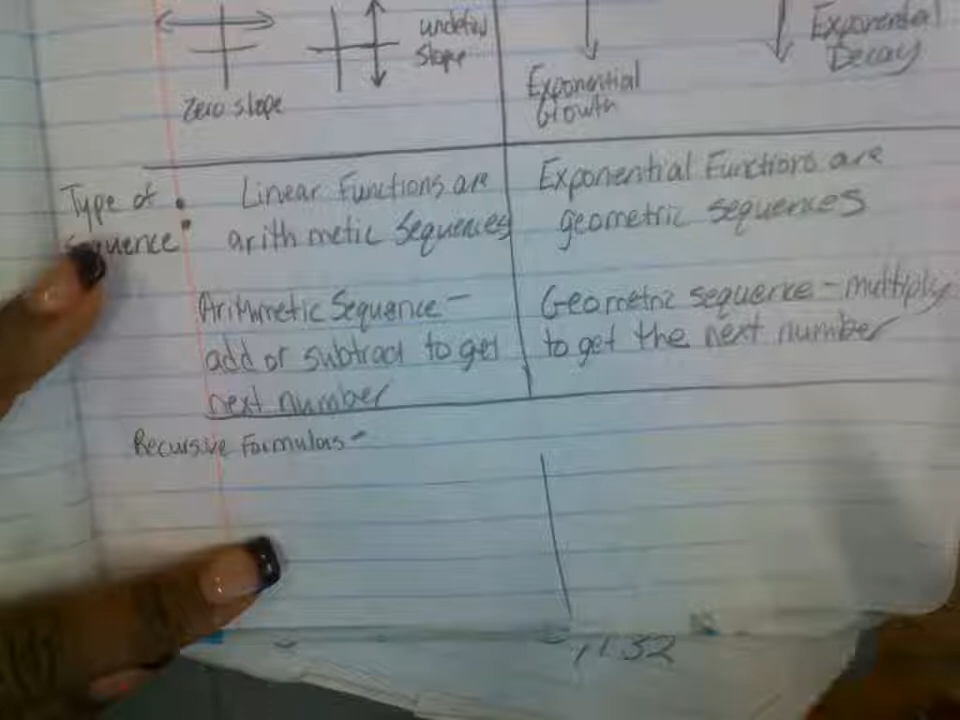 undefined
slope
Zero slope
Exponential
Growth
Exponential
Decay
Type of :
sequence
Linear Functions are
arithmetic sequences
Arithmetic Sequence -
add or subtract to get
next number
Exponential Functions are
geometric sequences
Geometric sequence - multiply
to get the next number
Recursive Formulas -